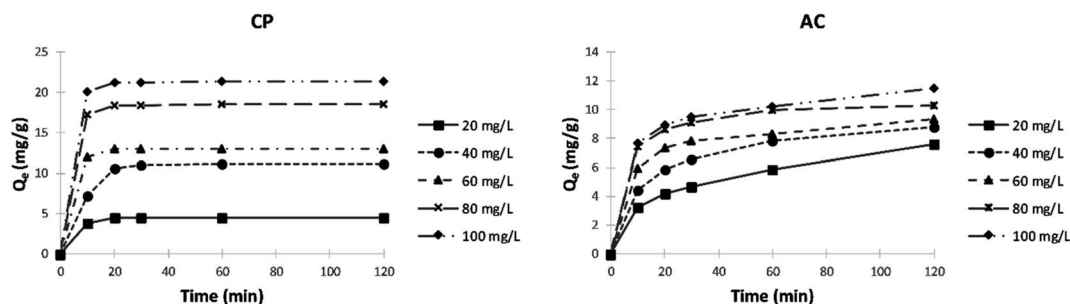 CP
25
20
15
10
5
0
Qe (mg/g)
0 20 40 60 80 100 120
Time (min)
20 mg/L
40 mg/L
60 mg/L
80 mg/L
100 mg/L
AC
14
12
10
8
6
4
2
0
Qe (mg/g)
0 20 40 60 80 100 120
Time (min)
20 mg/L
40 mg/L
60 mg/L
80 mg/L
100 mg/L